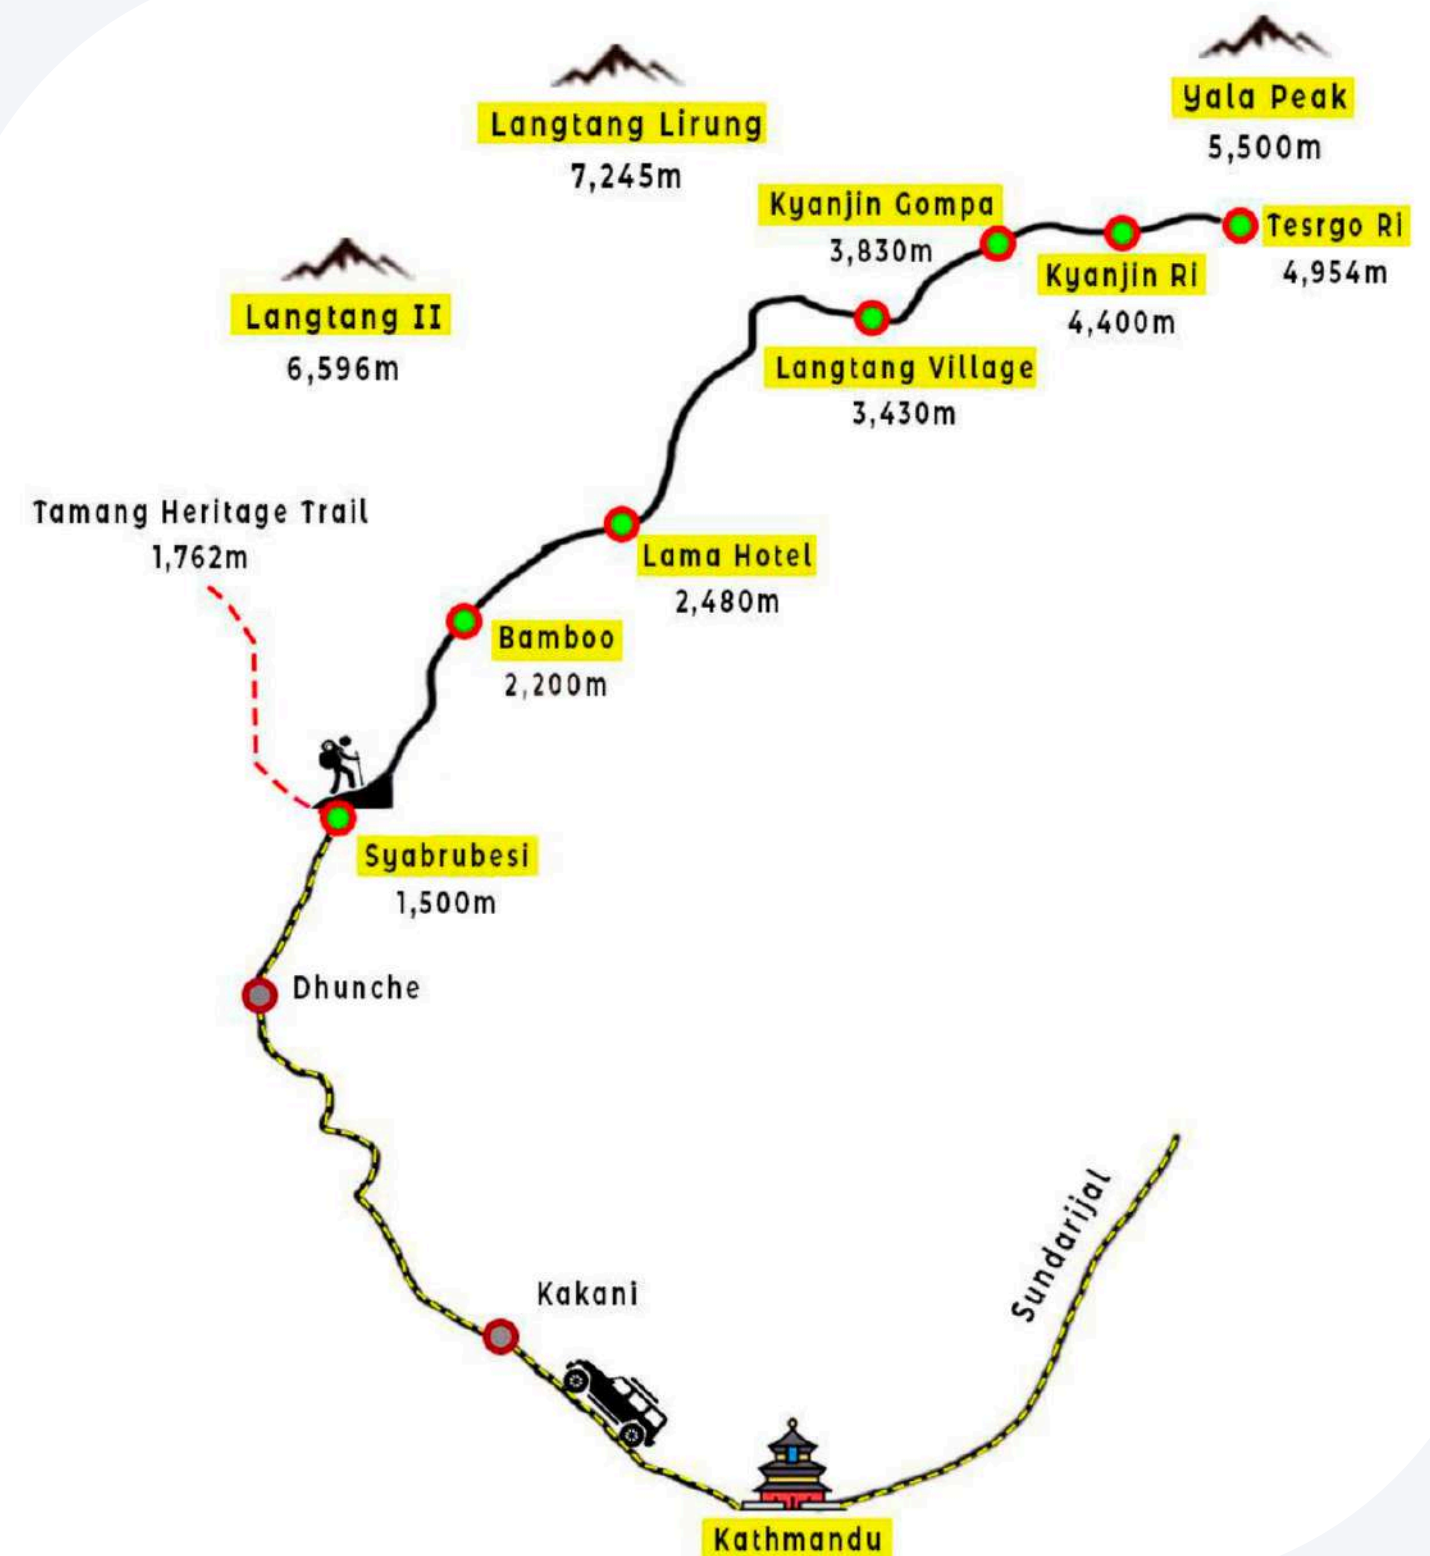 Yala Peak
5,500m
Langtang Lirung
7,245m
Kyanjin Gompa
3,830m
Tesrgo Ri
4,954m
Kyanjin Ri
4,400m
Langtang II
6,596m
Langtang Village
3,430m
Tamang Heritage Trail
1,762m
Lama Hotel
2,480m
Bamboo
2,200m
Syabrubesi
1,500m
Dhunche
Sundarijal
Kakani
Kathmandu